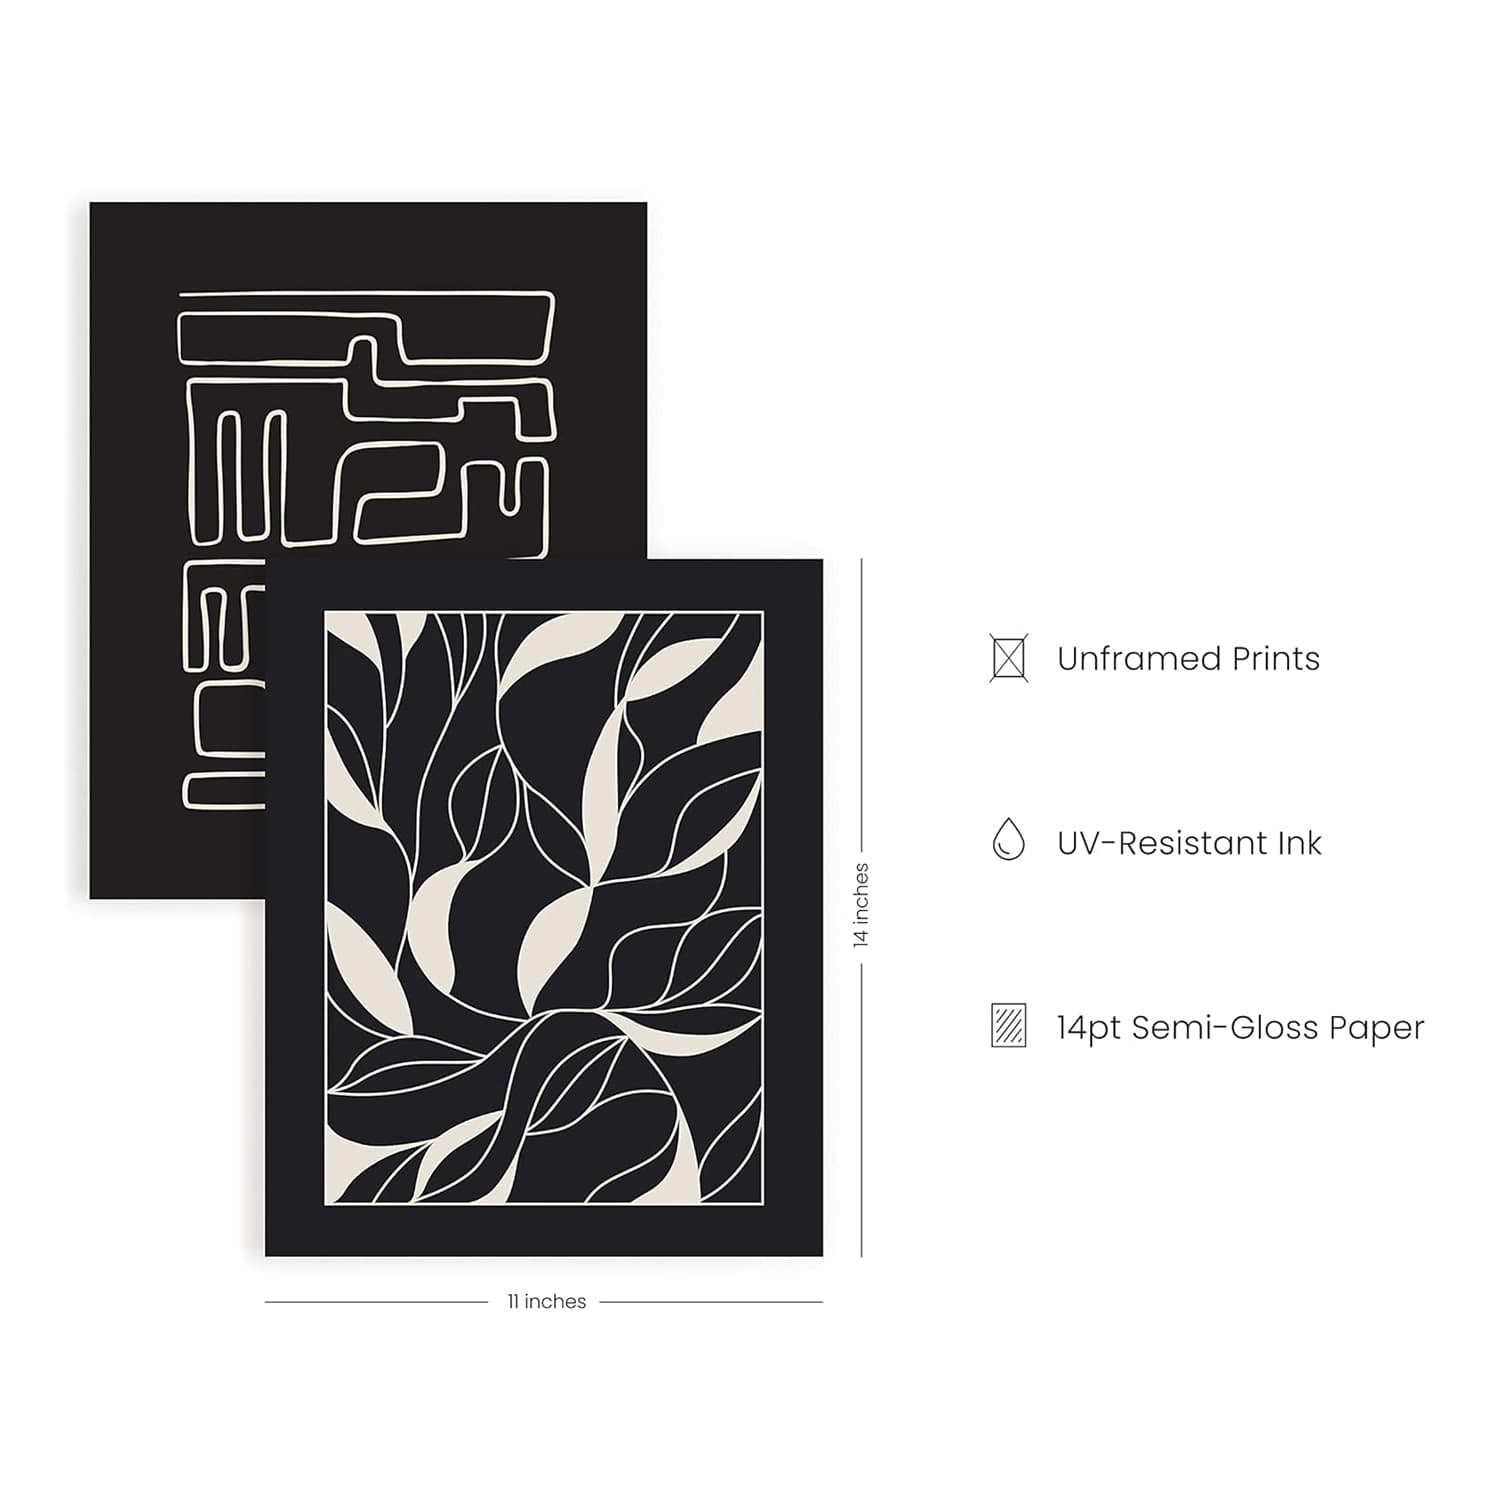 Unframed Prints
UV-Resistant Ink
14 inches
14pt Semi-Gloss Paper
11 inches